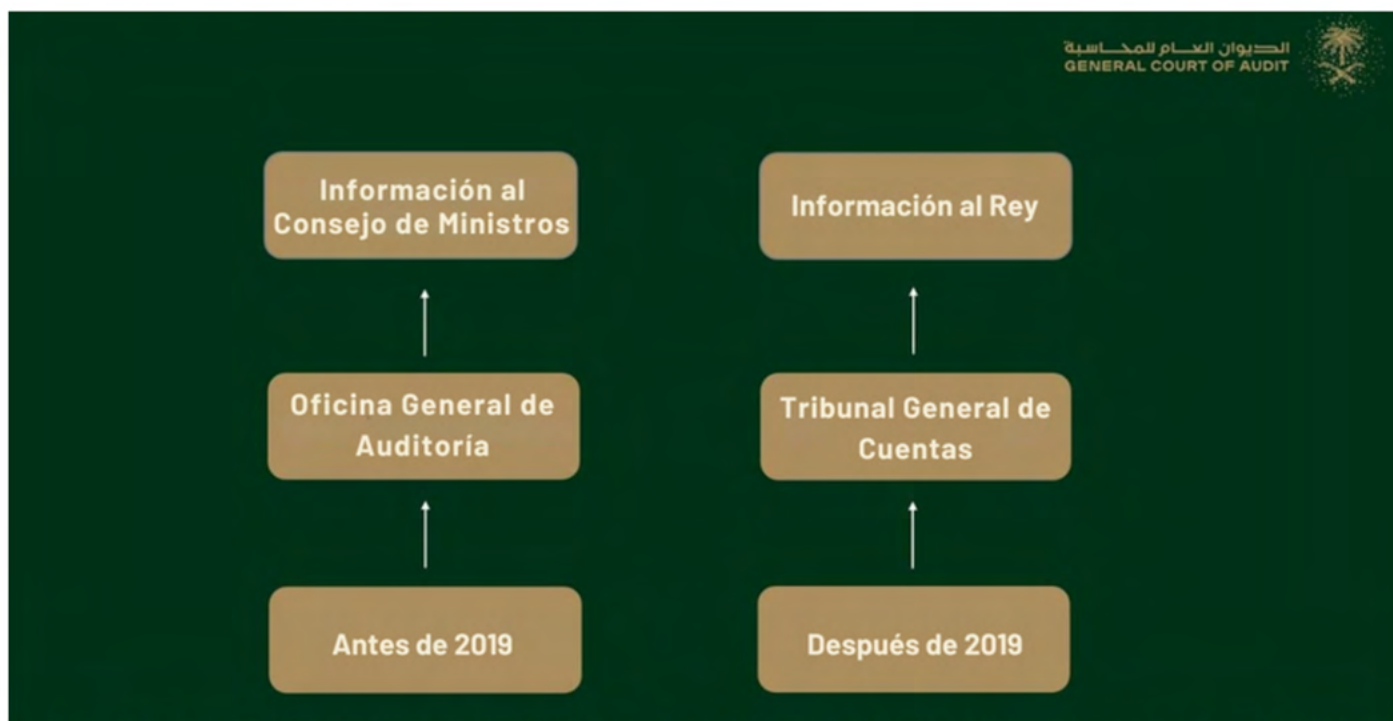 الديوان العام للمحاسبة
GENERAL COURT OF AUDIT
Información al
Consejo de Ministros
Información al Rey
Oficina General de
Auditoría
Tribunal General de
Cuentas
Antes de 2019
Después de 2019